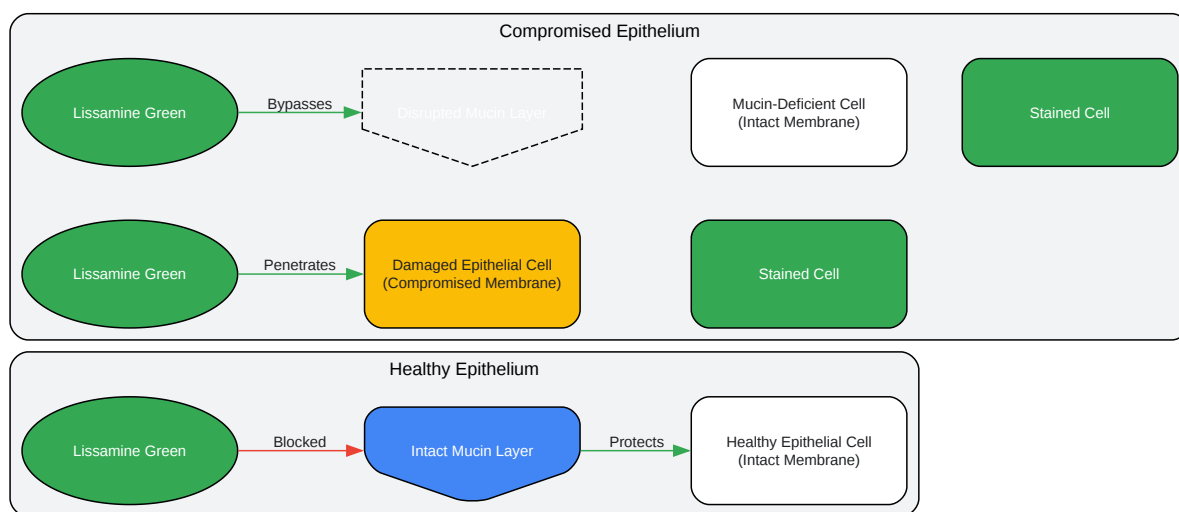 Compromised Epithelium
Lissamine Green
Bypasses
Disrupted Mucin Layer
Mucin-Deficient Cell
(Intact Membrane)
Stained Cell
Lissamine Green
Penetrates
Damaged Epithelial Cell
(Compromised Membrane)
Stained Cell
Healthy Epithelium
Lissamine Green
Blocked
Intact Mucin Layer
Protects
Healthy Epithelial Cell
(Intact Membrane)